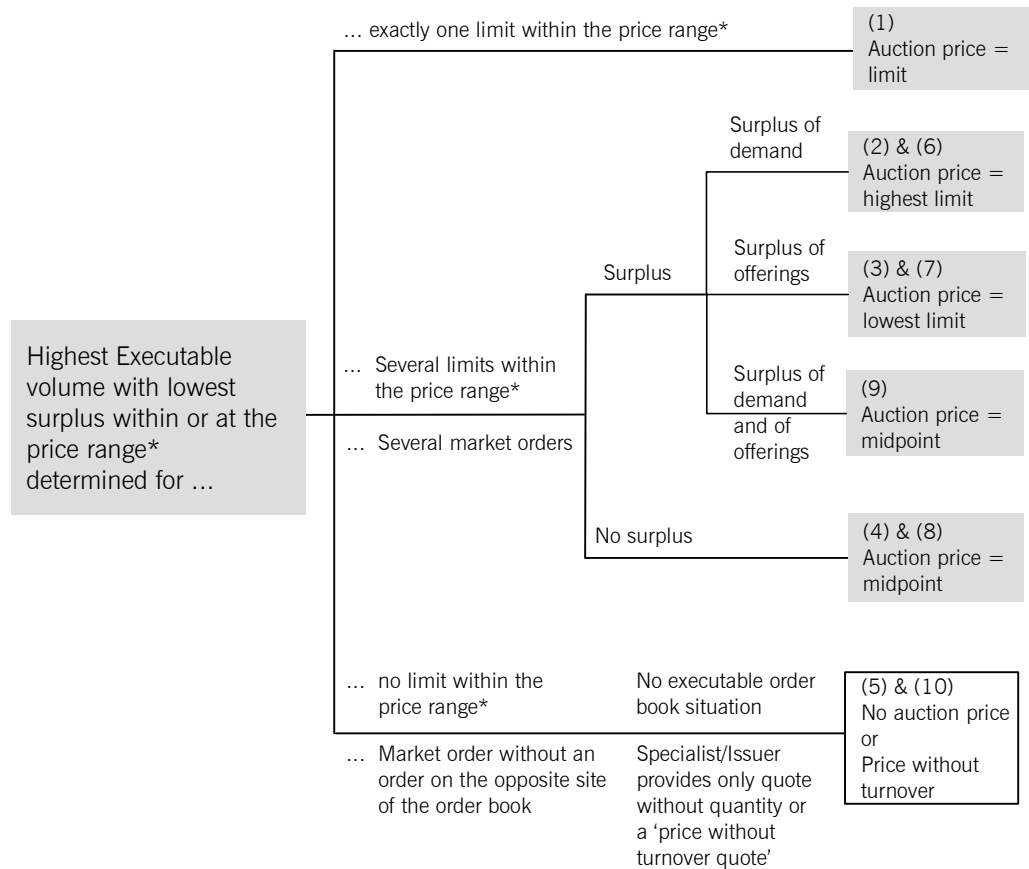 ... exactly one limit within the price range*
(1)
Auction price =
limit
Surplus of
demand
(2) & (6)
Auction price =
highest limit
Surplus
Surplus of
offerings
(3) & (7)
Auction price =
lowest limit
Highest Executable
volume with lowest
surplus within or at the
price range*
determined for ...
... Several limits within
the price range*
... Several market orders
Surplus of
demand
and of
offerings
(9)
Auction price =
midpoint
No surplus
(4) & (8)
Auction price =
midpoint
... no limit within the
price range*
No executable order
book situation
... Market order without an
order on the opposite site
of the order book
Specialist/Issuer
provides only quote
without quantity or
a 'price without
turnover quote'
(5) & (10)
No auction price
or
Price without
turnover